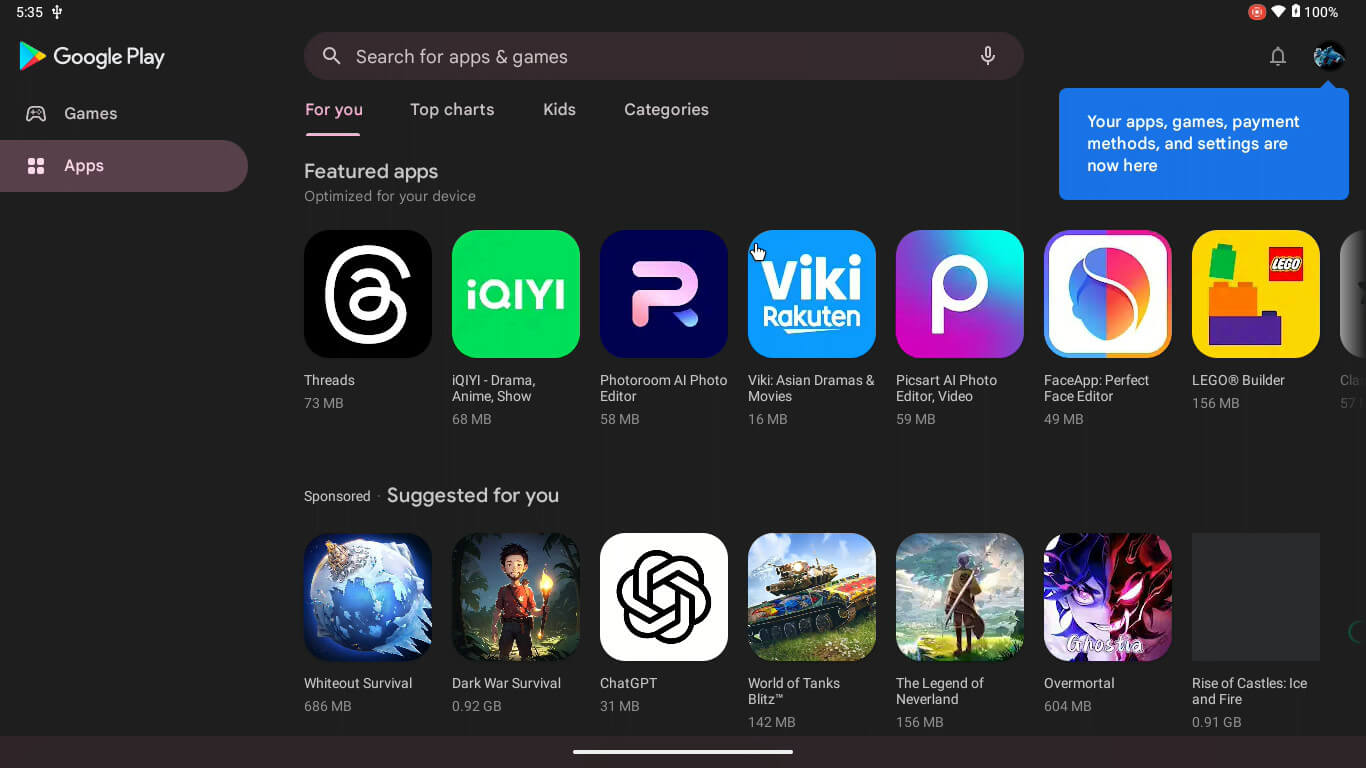 5:35
100%
Google Play
Search for apps & games
Games
Apps
For you
Top charts
Kids
Categories
Your apps, games, payment
methods, and settings are
now here
Featured apps
Optimized for your device
iQIYI
Viki
Rakuten
LEGO
Threads
73 MB
iQIYI - Drama,
Anime, Show
68 MB
Photoroom AI Photo
Editor
58 MB
Viki: Asian Dramas &
Movies
16 MB
Picsart AI Photo
Editor, Video
59 MB
FaceApp: Perfect
Face Editor
49 MB
LEGO® Builder
156 MB
Sponsored · Suggested for you
Ghostia
Whiteout Survival
686 MB
Dark War Survival
0.92 GB
ChatGPT
31 MB
World of Tanks
Blitz™
142 MB
The Legend of
Neverland
156 MB
Overmortal
604 MB
Rise of Castles: Ice
and Fire
0.91 GB